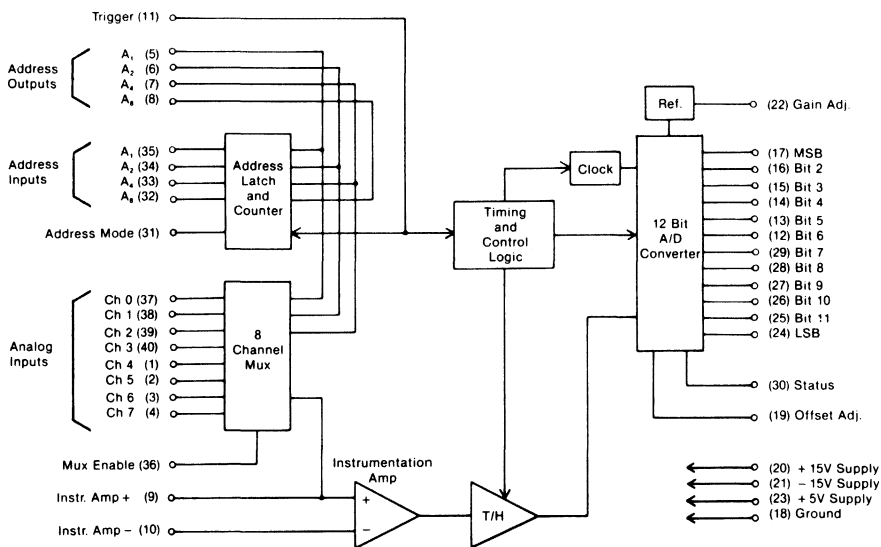 Trigger (11)
Address
Outputs
A₁ (5)
A₂ (6)
A₄ (7)
A₈ (8)
Address
Inputs
A₁ (35)
A₂ (34)
A₄ (33)
A₈ (32)
Address Mode (31)
Address
Latch
and
Counter
Analog
Inputs
Ch 0 (37)
Ch 1 (38)
Ch 2 (39)
Ch 3 (40)
Ch 4 (1)
Ch 5 (2)
Ch 6 (3)
Ch 7 (4)
8
Channel
Mux
Mux Enable (36)
Instr. Amp + (9)
Instr. Amp − (10)
Instrumentation
Amp
+
−
T/H
Timing
and
Control
Logic
Clock
Ref.
12 Bit
A/D
Converter
(22) Gain Adj.
(17) MSB
(16) Bit 2
(15) Bit 3
(14) Bit 4
(13) Bit 5
(12) Bit 6
(29) Bit 7
(28) Bit 8
(27) Bit 9
(26) Bit 10
(25) Bit 11
(24) LSB
(30) Status
(19) Offset Adj.
(20) + 15V Supply
(21) − 15V Supply
(23) + 5V Supply
(18) Ground